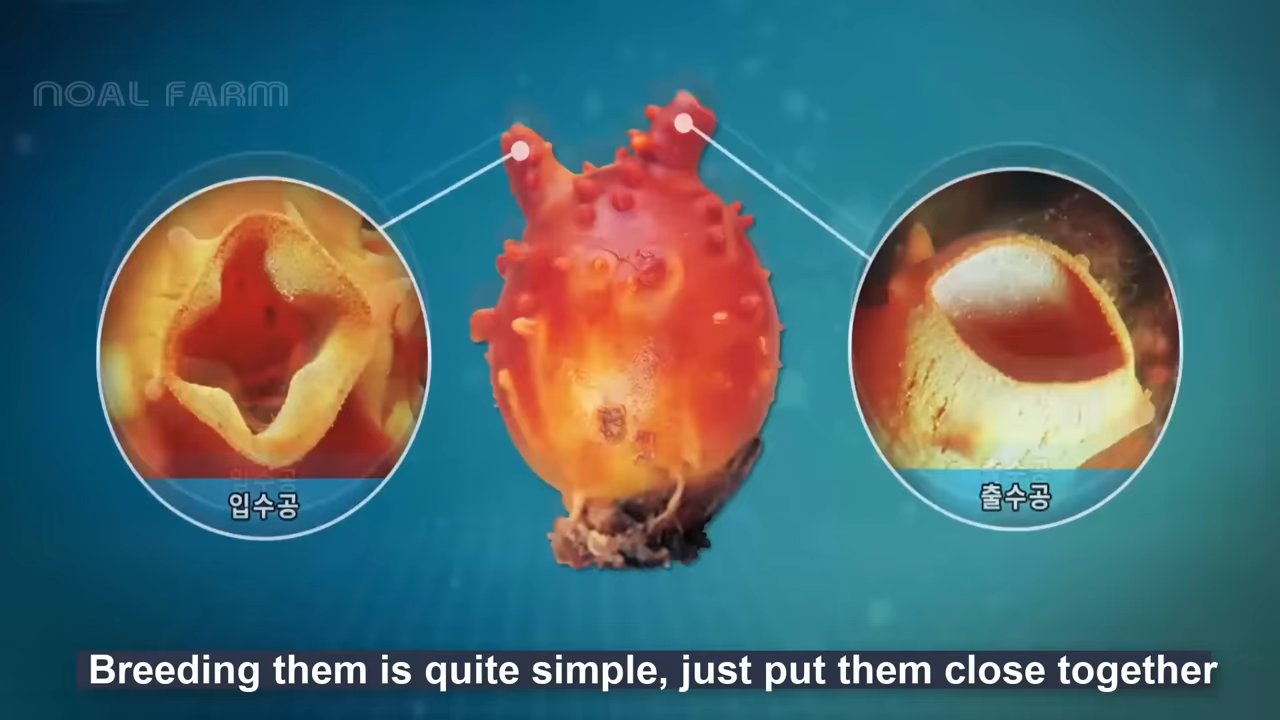 NOAL FARM
입수공
출수공
Breeding them is quite simple, just put them close together